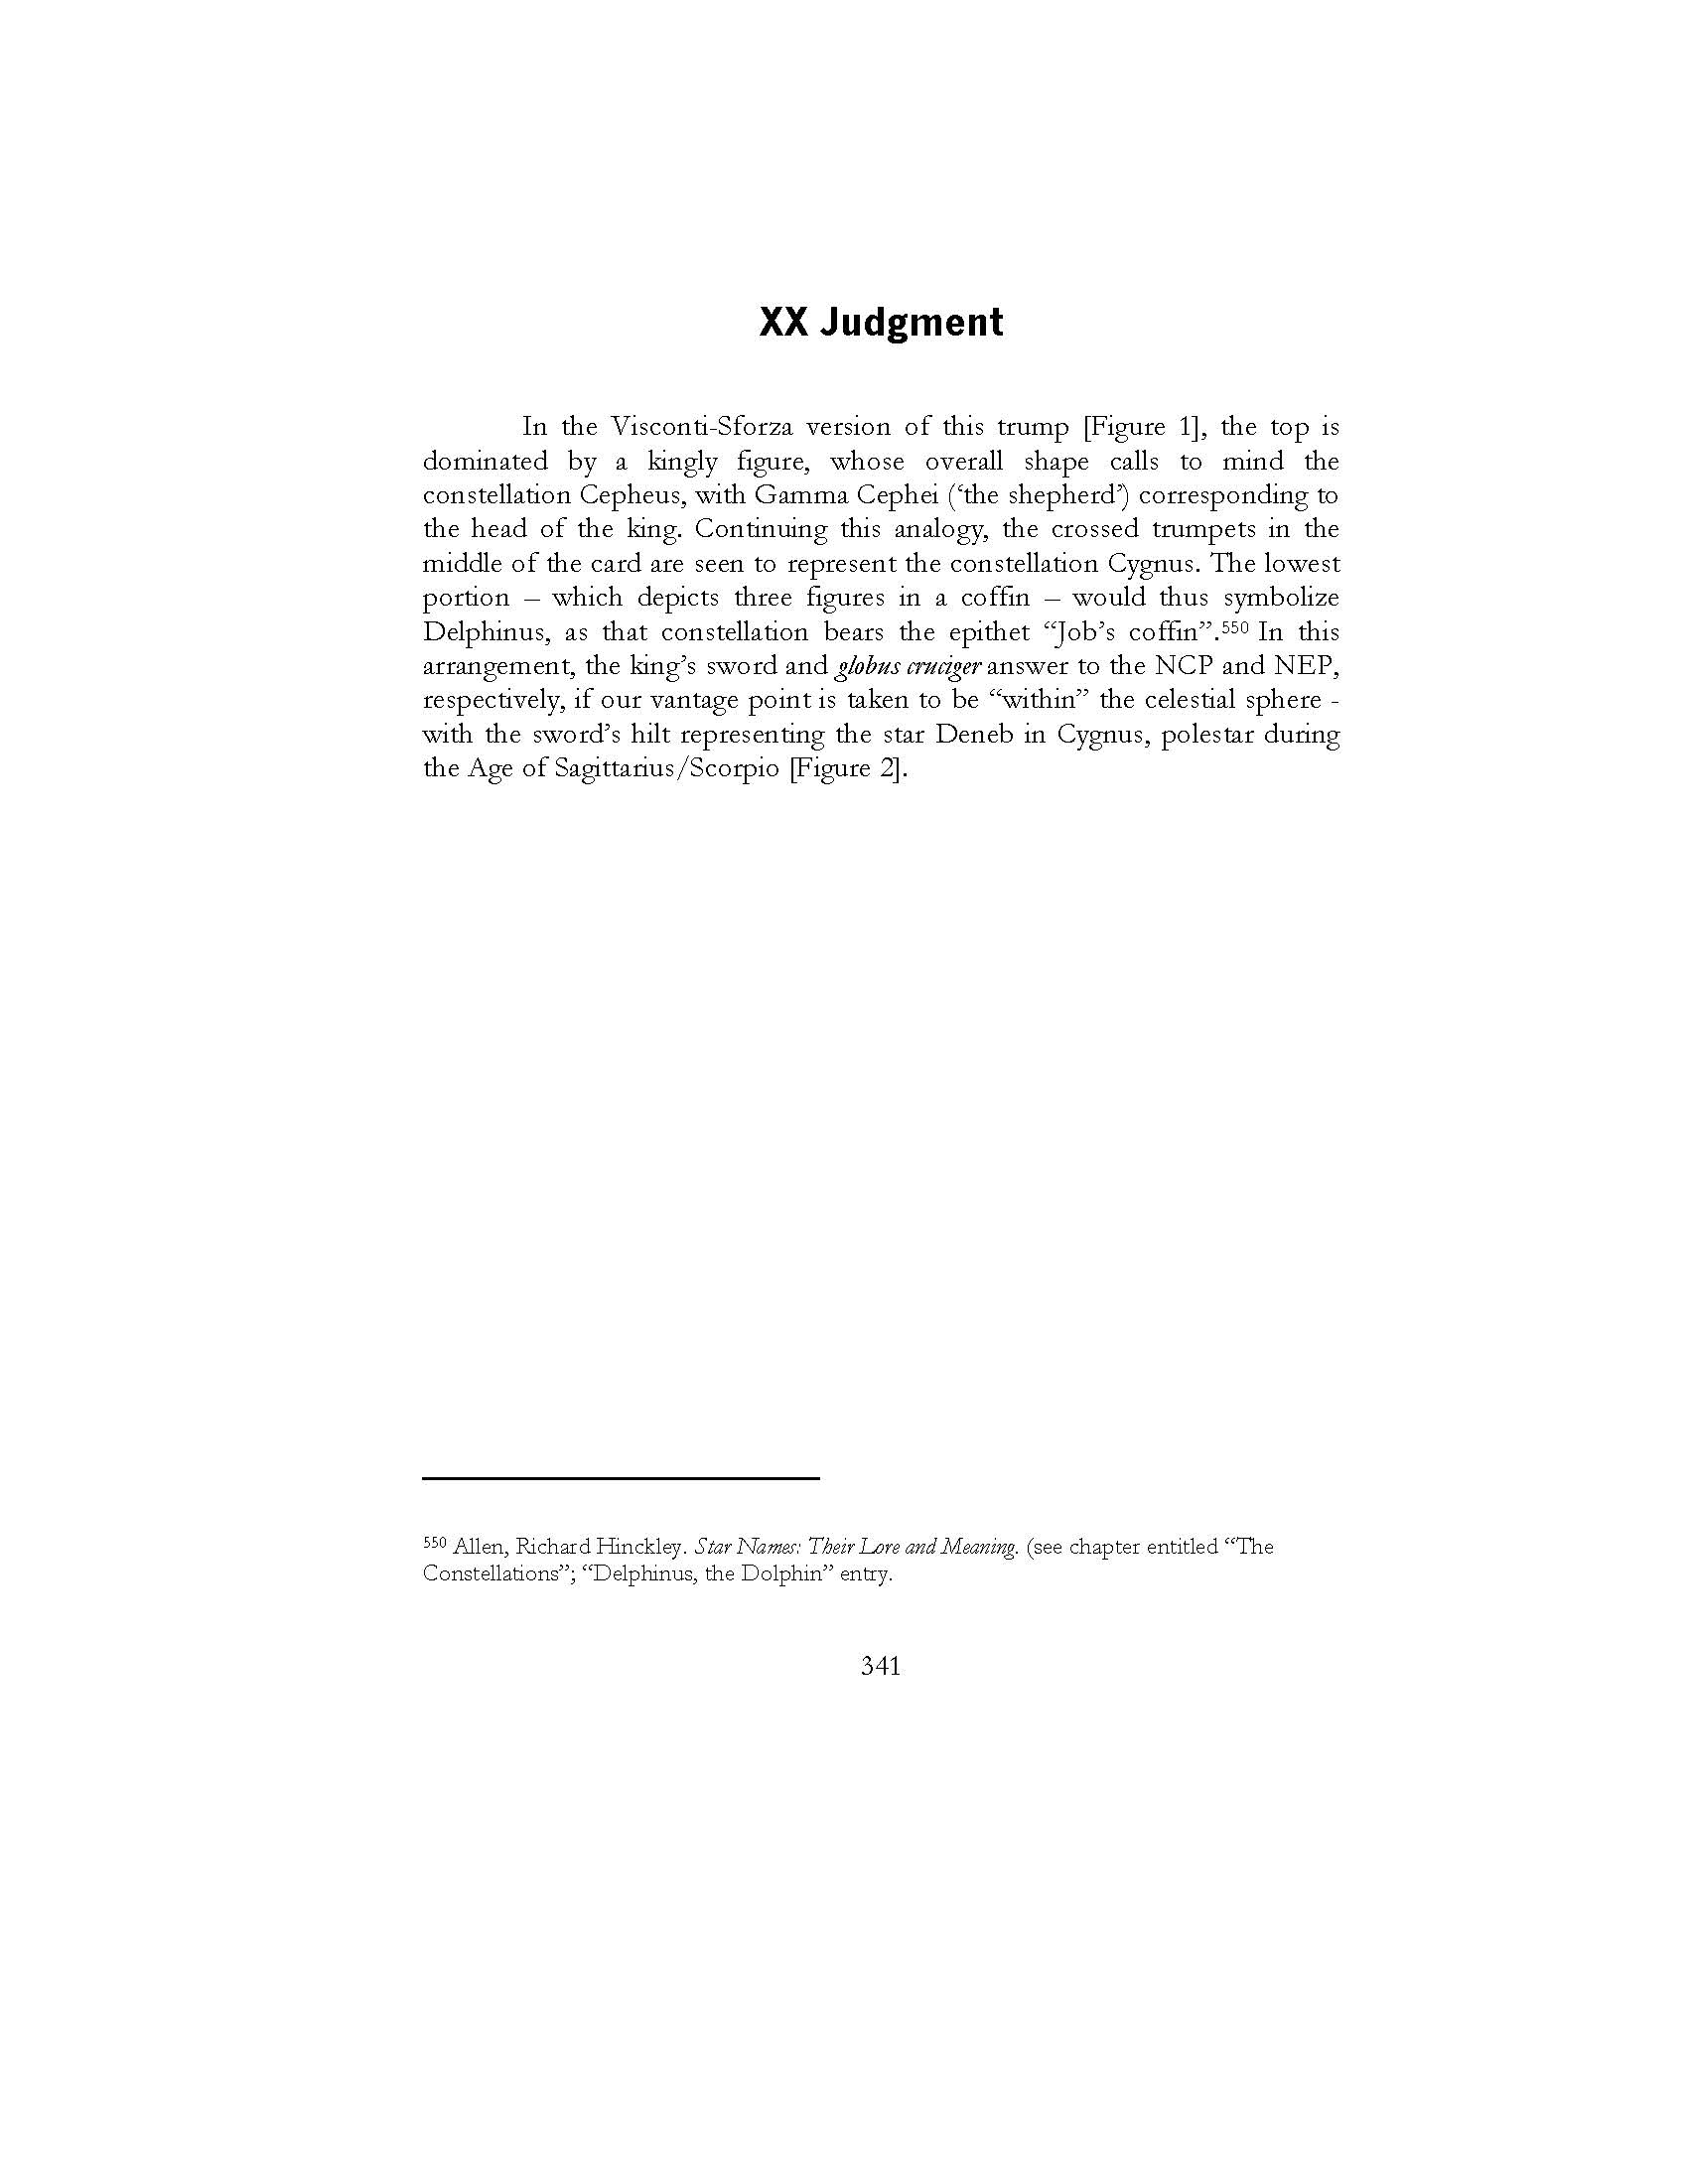 XX Judgment
In the Visconti-Sforza version of this trump [Figure 1], the top is
dominated by a kingly figure, whose overall shape calls to mind the
constellation Cepheus, with Gamma Cephei (‘the shepherd’) corresponding to
the head of the king. Continuing this analogy, the crossed trumpets in the
middle of the card are seen to represent the constellation Cygnus. The lowest
portion – which depicts three figures in a coffin – would thus symbolize
Delphinus, as that constellation bears the epithet “Job’s coffin”.550 In this
arrangement, the king’s sword and globus cruciger answer to the NCP and NEP,
respectively, if our vantage point is taken to be “within” the celestial sphere -
with the sword’s hilt representing the star Deneb in Cygnus, polestar during
the Age of Sagittarius/Scorpio [Figure 2].
550 Allen, Richard Hinckley. Star Names: Their Lore and Meaning. (see chapter entitled “The
Constellations”; “Delphinus, the Dolphin” entry.
341